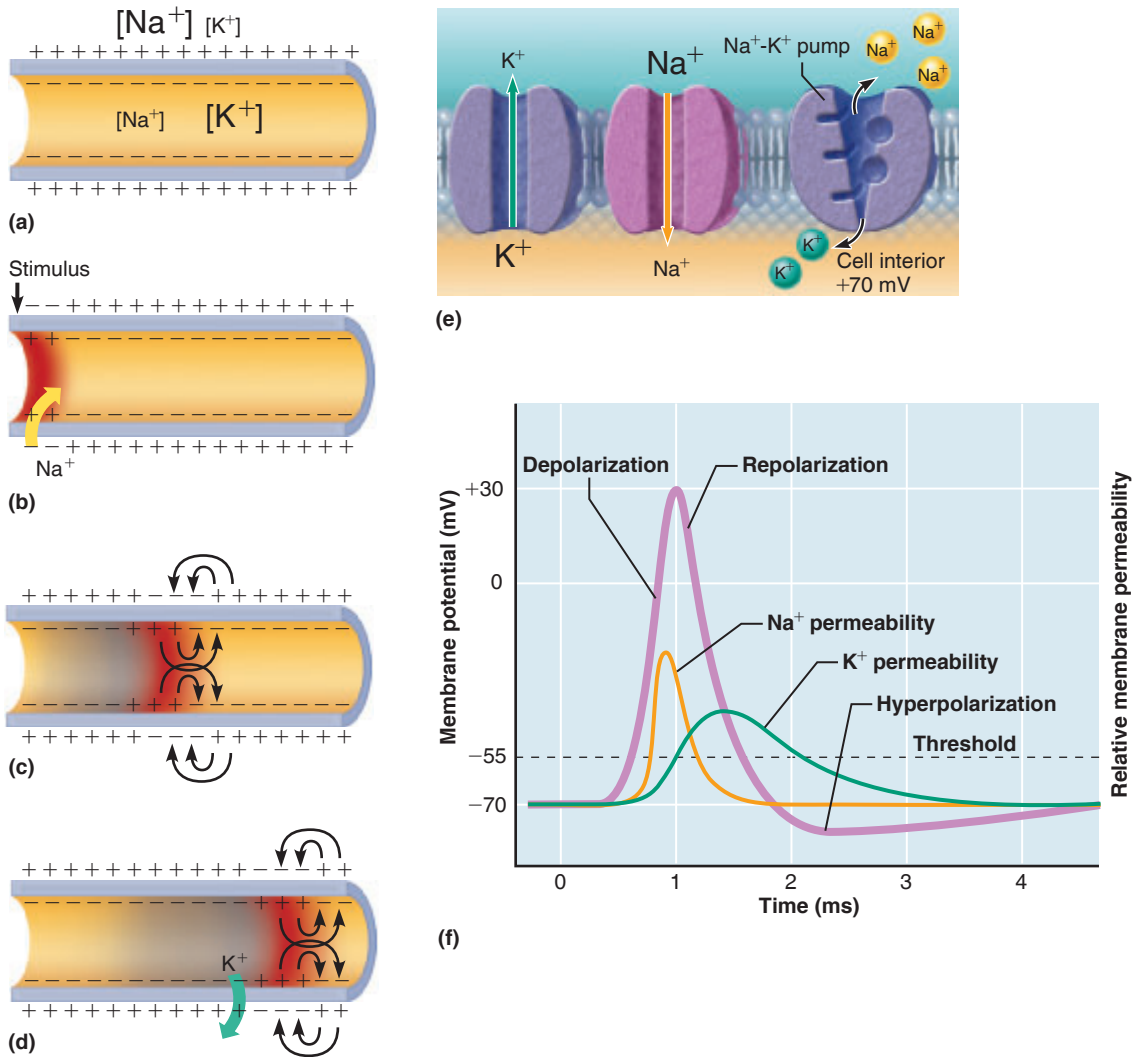 [Na⁺] [K⁺]
+ + + + + + + + + + + + + + + +
– – – – – – – – – – – – – – – –
[Na⁺] [K⁺]
– – – – – – – – – – – – – – – –
+ + + + + + + + + + + + + + + +
(a)
Stimulus
Na⁺
(b)
(c)
K⁺
(d)
K⁺
Na⁺
Na⁺-K⁺ pump
Na⁺
Na⁺
Na⁺
K⁺
Na⁺
K⁺
K⁺
Cell interior
+70 mV
(e)
Depolarization
Repolarization
Na⁺ permeability
K⁺ permeability
Hyperpolarization
Threshold
Membrane potential (mV)
+30
0
−55
−70
Relative membrane permeability
0 1 2 3 4
Time (ms)
(f)